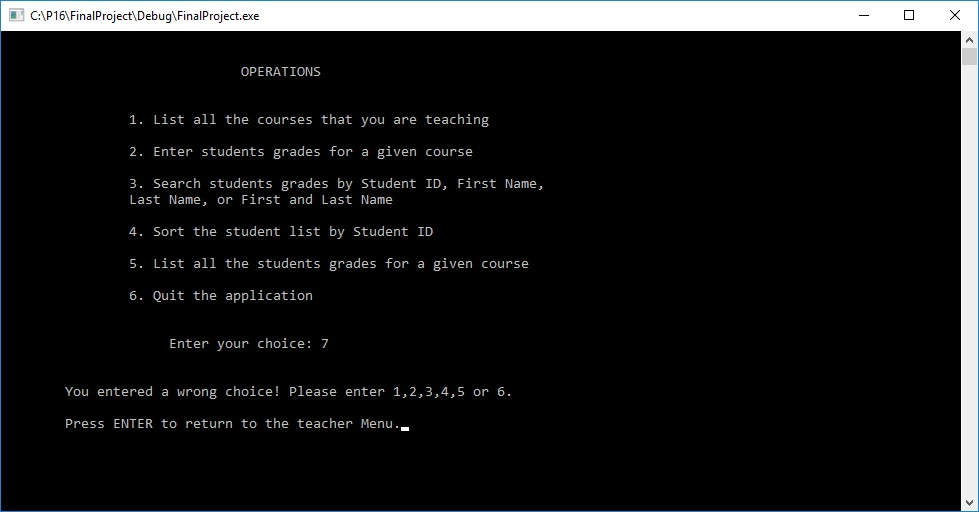 C:\P16\FinalProject\Debug\FinalProject.exe
OPERATIONS
1. List all the courses that you are teaching
2. Enter students grades for a given course
3. Search students grades by Student ID, First Name,
Last Name, or First and Last Name
4. Sort the student list by Student ID
5. List all the students grades for a given course
6. Quit the application
Enter your choice: 7
You entered a wrong choice! Please enter 1,2,3,4,5 or 6.
Press ENTER to return to the teacher Menu.